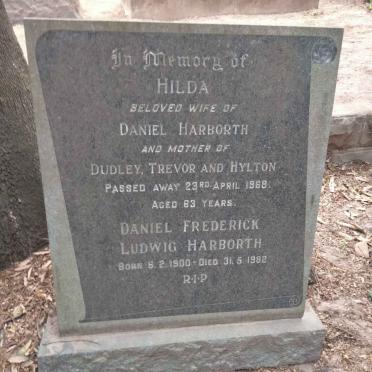 In Memory of
HILDA
BELOVED WIFE OF
DANIEL HARBORTH
AND MOTHER OF
DUDLEY, TREVOR AND HYLTON
PASSED AWAY 23RD APRIL 1968.
AGED 63 YEARS.
DANIEL FREDERICK
LUDWIG HARBORTH
BORN 6.2.1900 - DIED 31.5.1982
R.I.P